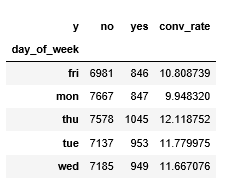 y no yes conv_rate
day_of_week
fri 6981 846 10.808739
mon 7667 847 9.948320
thu 7578 1045 12.118752
tue 7137 953 11.779975
wed 7185 949 11.667076